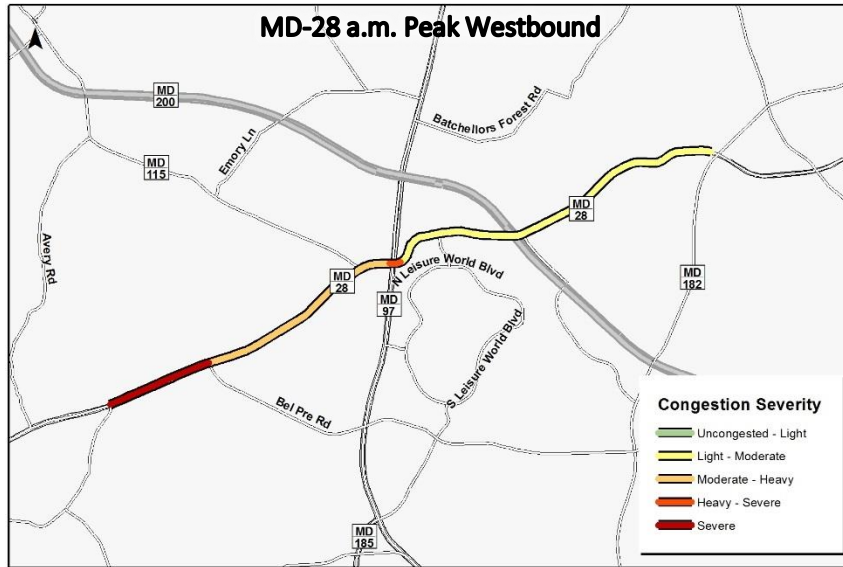 MD-28 a.m. Peak Westbound
MD
200
Batchellors Forest Rd
Emory Ln
MD
115
MD
28
Avery Rd
N Leisure World Blvd
MD
28
MD
182
MD
97
S Leisure World Blvd
Bel Pre Rd
MD
185
Congestion Severity
Uncongested - Light
Light - Moderate
Moderate - Heavy
Heavy - Severe
Severe